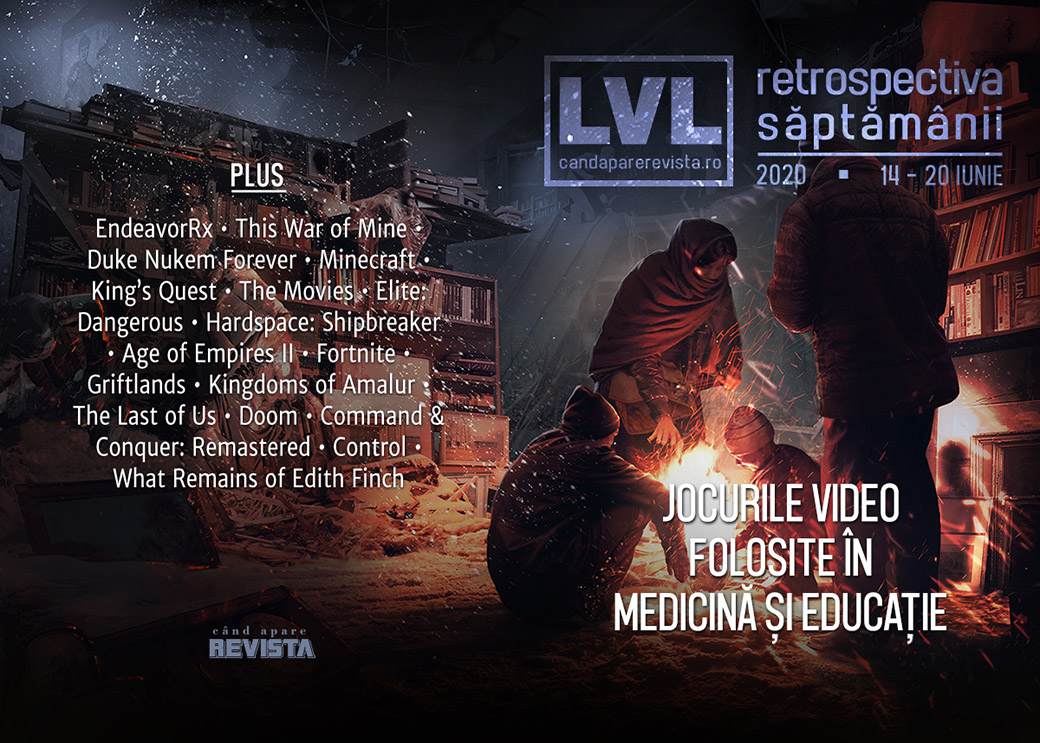 LVL
candaparerevista.ro
retrospectiva
săptămânii
2020 ▪ 14 - 20 IUNIE
PLUS
EndeavorRx • This War of Mine •
Duke Nukem Forever • Minecraft •
King's Quest • The Movies • Elite:
Dangerous • Hardspace: Shipbreaker
• Age of Empires II • Fortnite •
Griftlands • Kingdoms of Amalur •
The Last of Us • Doom • Command &
Conquer: Remastered • Control •
What Remains of Edith Finch
JOCURILE VIDEO
FOLOSITE ÎN
MEDICINĂ ȘI EDUCAȚIE
când apare
REVISTA